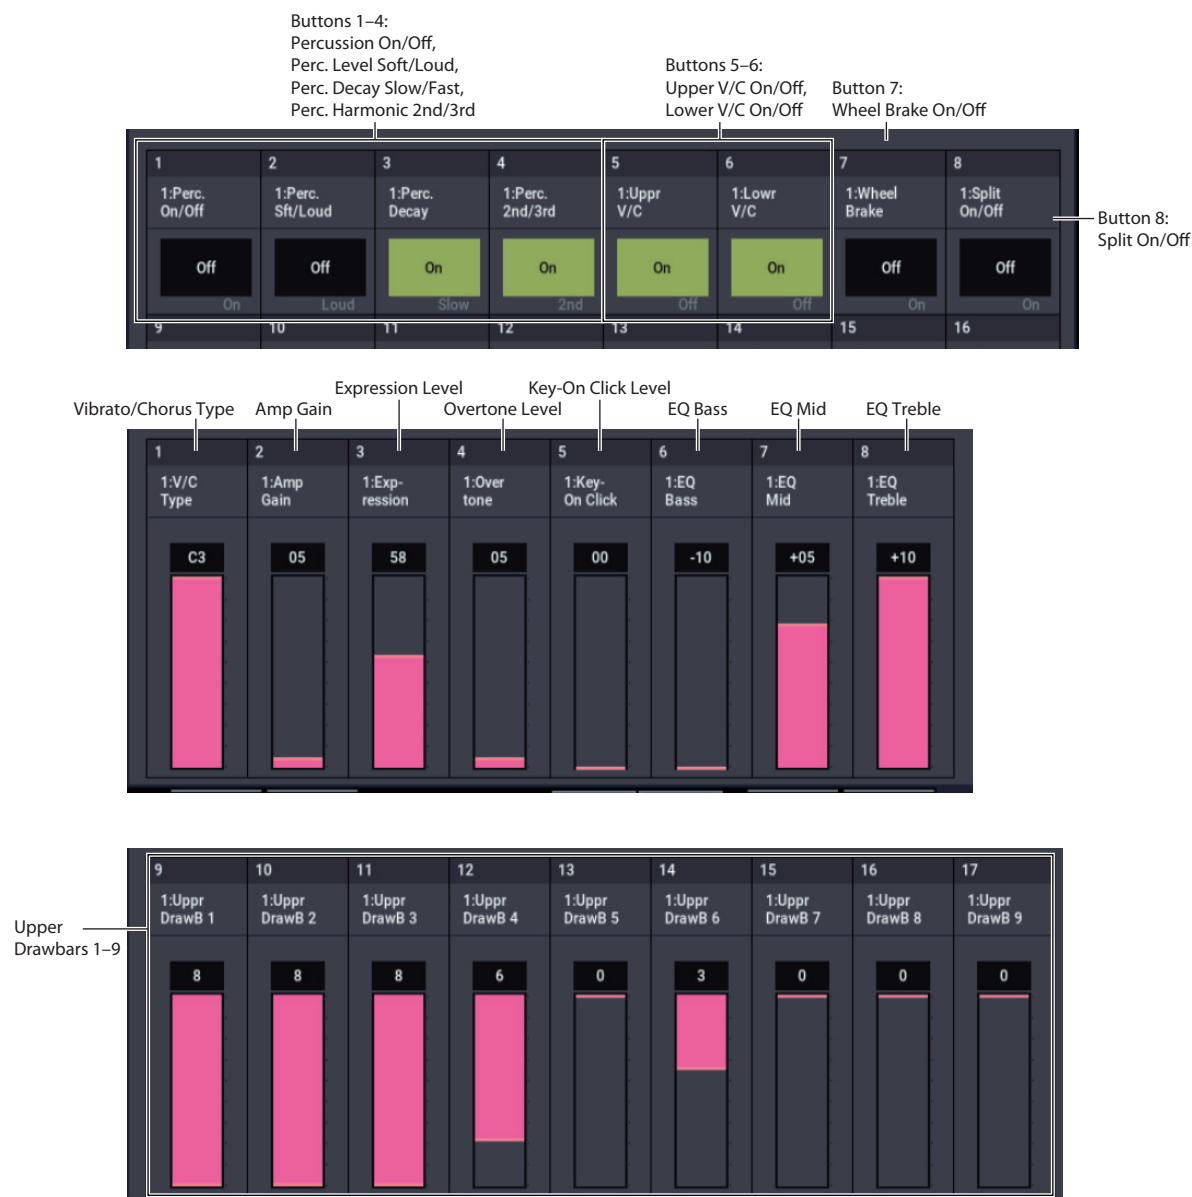 Buttons 1–4:
Percussion On/Off,
Perc. Level Soft/Loud,
Perc. Decay Slow/Fast,
Perc. Harmonic 2nd/3rd
Buttons 5–6:
Upper V/C On/Off,
Lower V/C On/Off
Button 7:
Wheel Brake On/Off
1 2 3 4 5 6 7 8
1:Perc. 1:Perc. 1:Perc. 1:Perc. 1:Uppr 1:Lowr 1:Wheel 1:Split
On/Off Sft/Loud Decay 2nd/3rd V/C V/C Brake On/Off
Button 8:
Split On/Off
Off Off On On On On Off Off
On Loud Slow 2nd Off Off On On
9 10 11 12 13 14 15 16
Expression Level Key-On Click Level
Vibrato/Chorus Type Amp Gain Overtone Level EQ Bass EQ Mid EQ Treble
1 2 3 4 5 6 7 8
1:V/C 1:Amp 1:Exp- 1:Over 1:Key- 1:EQ 1:EQ 1:EQ
Type Gain ression tone On Click Bass Mid Treble
C3 05 58 05 00 -10 +05 +10
9 10 11 12 13 14 15 16 17
1:Uppr 1:Uppr 1:Uppr 1:Uppr 1:Uppr 1:Uppr 1:Uppr 1:Uppr 1:Uppr
DrawB 1 DrawB 2 DrawB 3 DrawB 4 DrawB 5 DrawB 6 DrawB 7 DrawB 8 DrawB 9
Upper
Drawbars 1–9
8 8 8 6 0 3 0 0 0